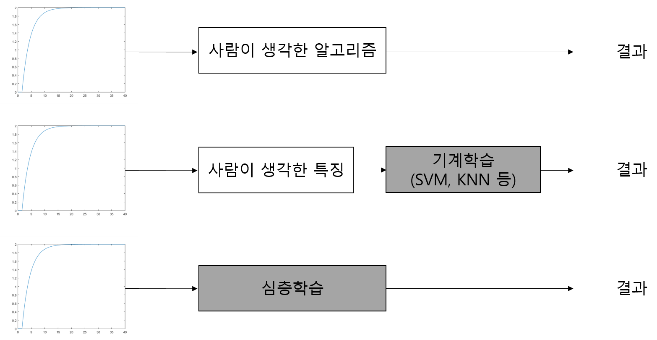 사람이 생각한 알고리즘
결과
사람이 생각한 특징
기계학습
(SVM, KNN 등)
결과
심층학습
결과